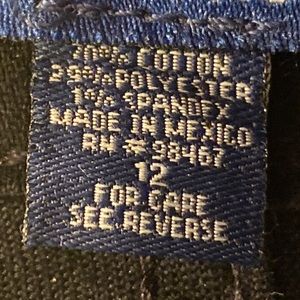 70% COTTON
29% POLYESTER
1% SPANDEX
MADE IN MEXICO
RN # 98467
12
FOR CARE
SEE REVERSE